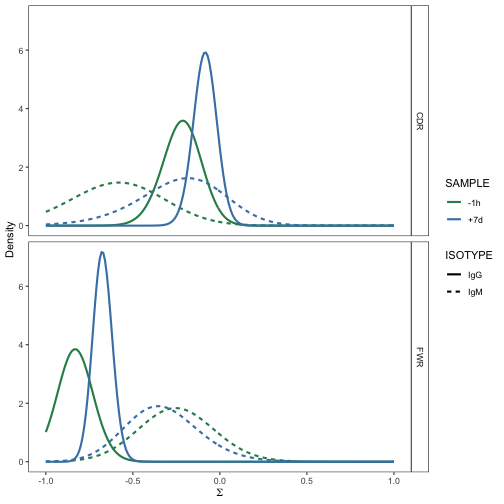 Density
6
4
2
0
CDR
6
4
2
0
FWR
-1.0
-0.5
0.0
0.5
1.0
Σ
SAMPLE
-1h
+7d
ISOTYPE
IgG
IgM